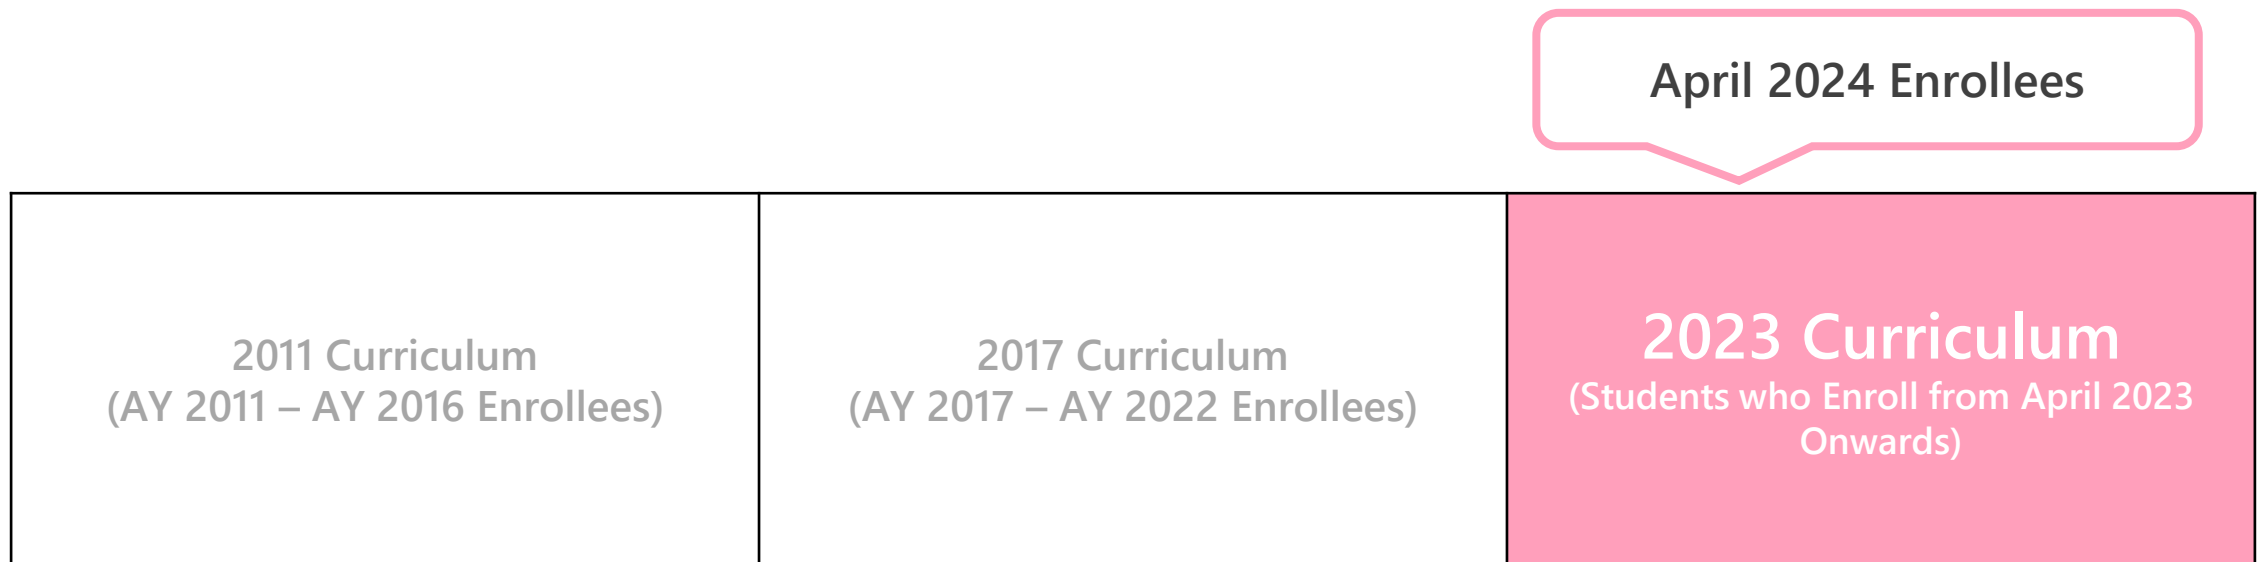 April 2024 Enrollees
2011 Curriculum
(AY 2011 – AY 2016 Enrollees)
2017 Curriculum
(AY 2017 – AY 2022 Enrollees)
2023 Curriculum
(Students who Enroll from April 2023
Onwards)